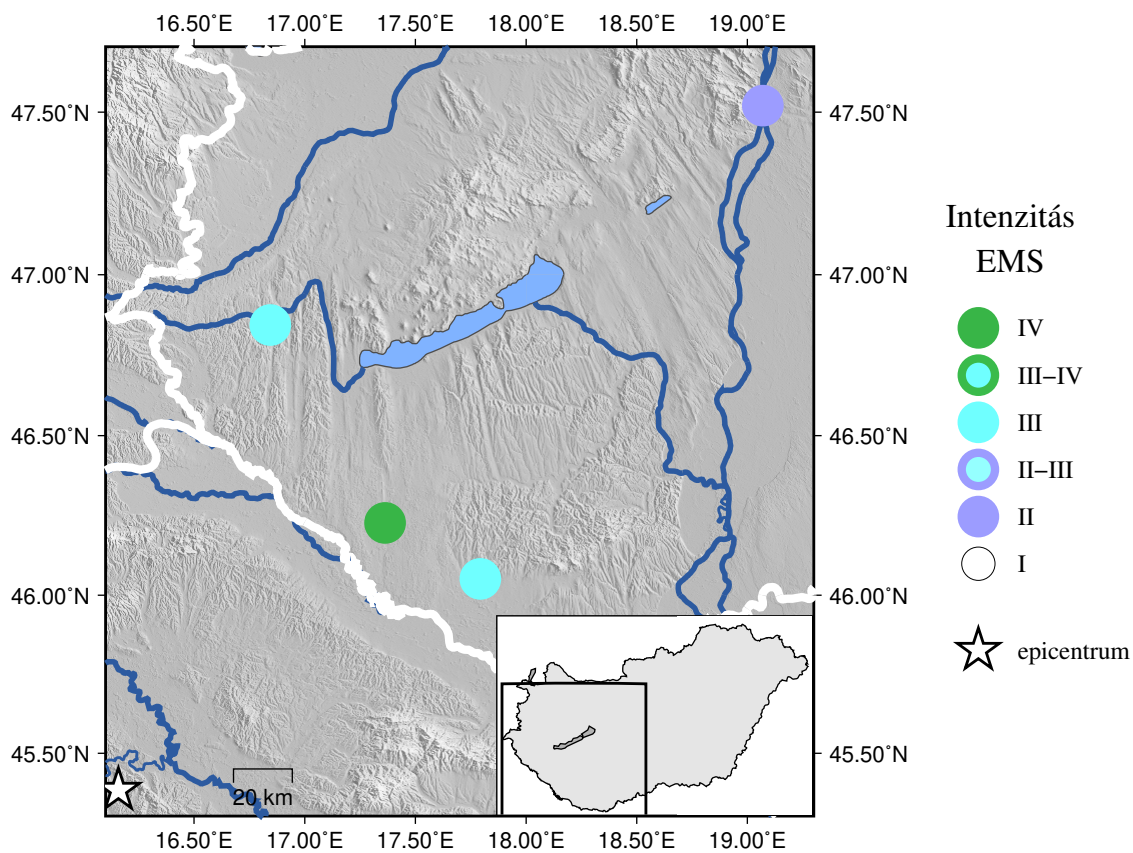 16.50˚E 17.00˚E 17.50˚E 18.00˚E 18.50˚E 19.00˚E
47.50˚N 47.50˚N
47.00˚N 47.00˚N
46.50˚N 46.50˚N
46.00˚N 46.00˚N
45.50˚N 45.50˚N
20 km
16.50˚E 17.00˚E 17.50˚E 18.00˚E 18.50˚E 19.00˚E
Intenzitás
EMS
IV
III−IV
III
II−III
II
I
epicentrum